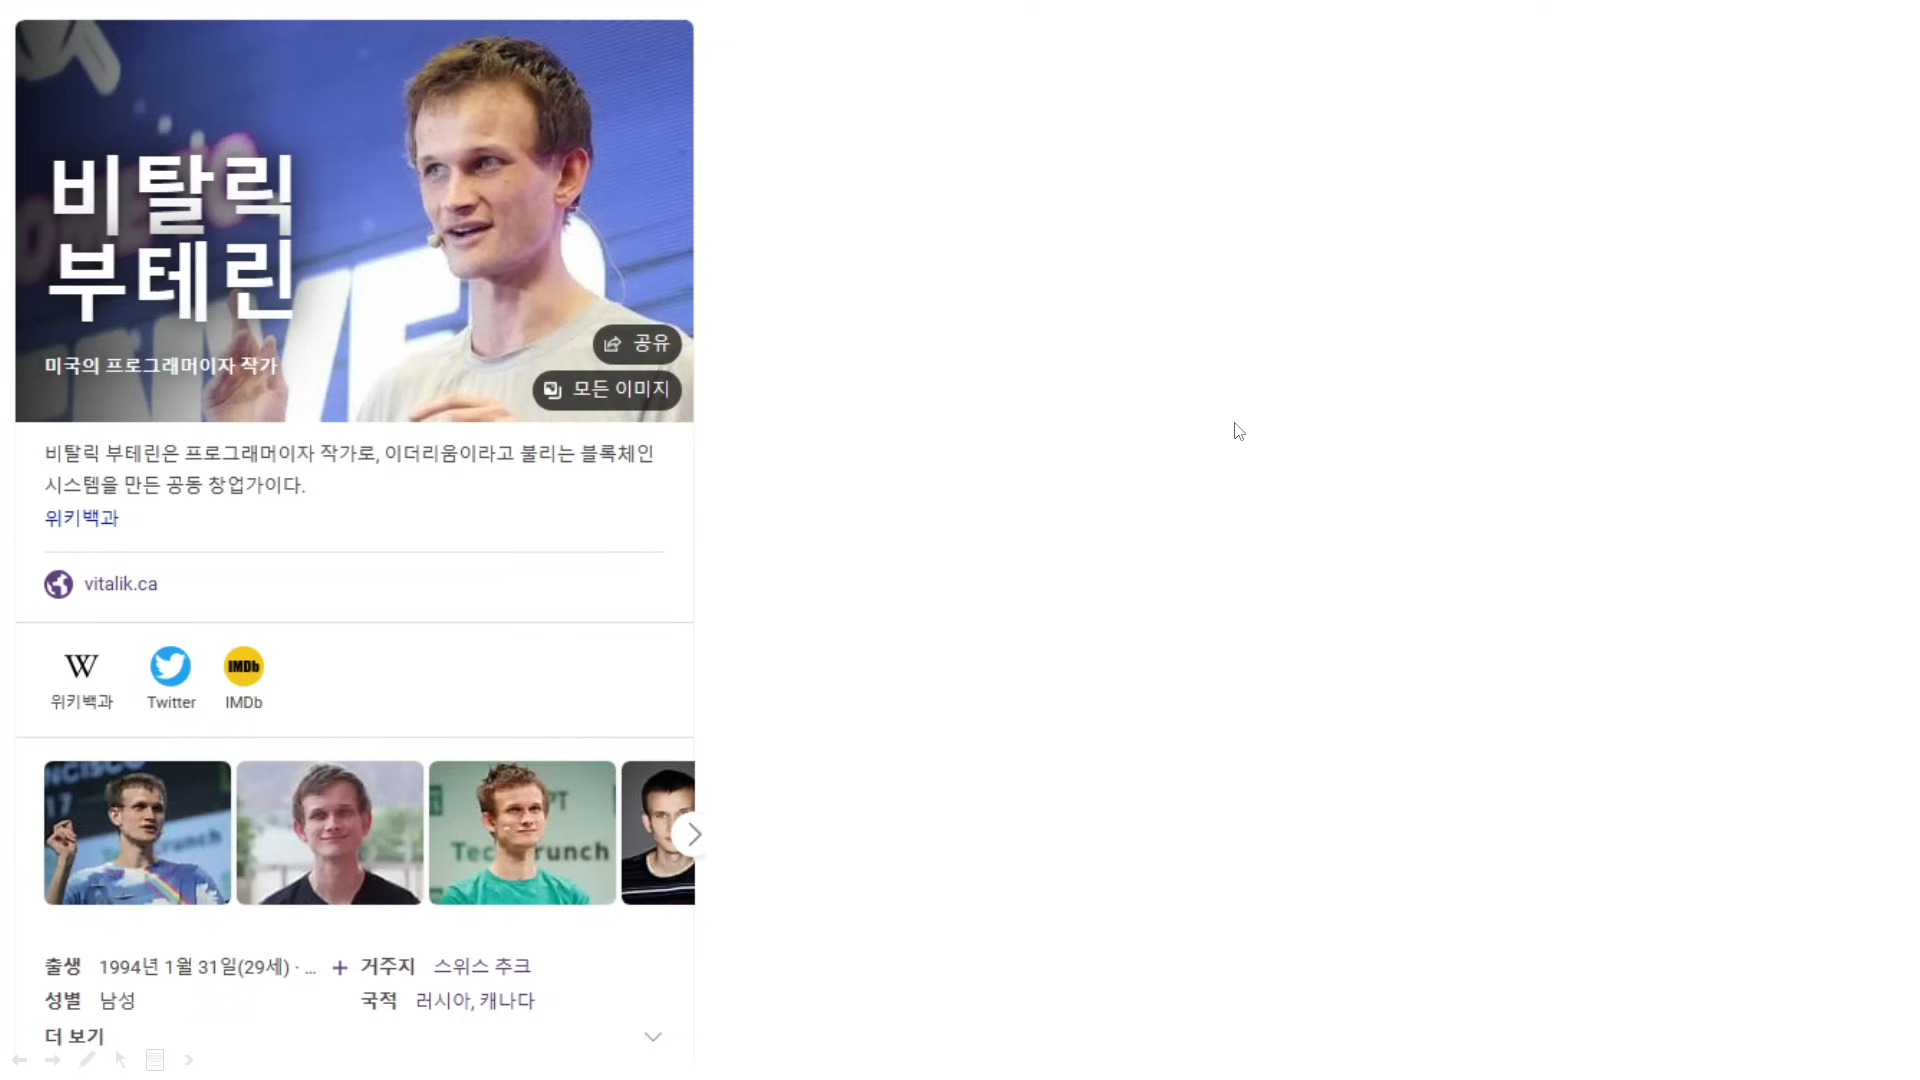 비탈릭
부테린
미국의 프로그래머이자 작가
공유
모든 이미지
비탈릭 부테린은 프로그래머이자 작가로, 이더리움이라고 불리는 블록체인
시스템을 만든 공동 창업가이다.
위키백과
vitalik.ca
W
위키백과
Twitter
IMDb
IMDb
출생 1994년 1월 31일(29세) · ... + 거주지 스위스 추크
성별 남성 국적 러시아, 캐나다
더 보기